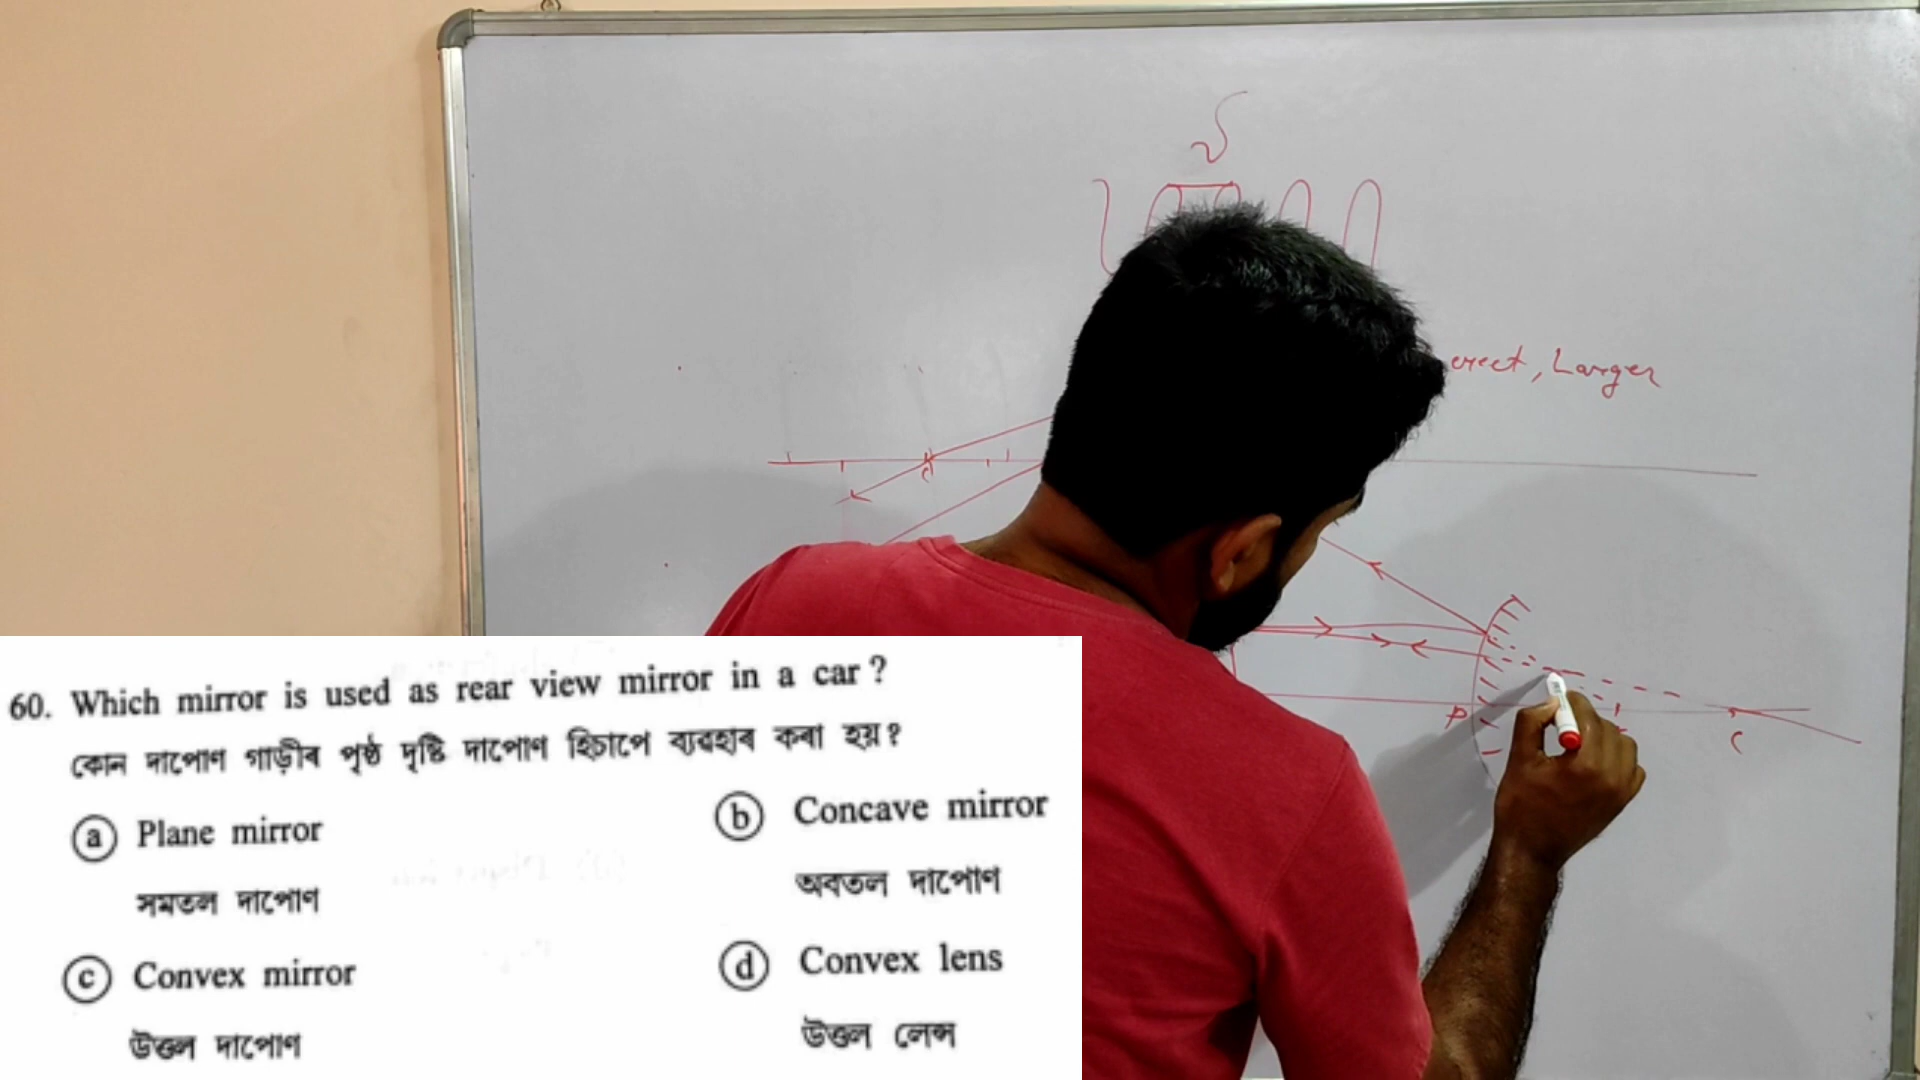 erect, Larger
P
C
60. Which mirror is used as rear view mirror in a car ?
কোন দাপোণ গাড়ীৰ পৃষ্ঠ দৃষ্টি দাপোণ হিচাপে ব্যৱহাৰ কৰা হয় ?
a Plane mirror
সমতল দাপোণ
b Concave mirror
অবতল দাপোণ
c Convex mirror
উত্তল দাপোণ
d Convex lens
উত্তল লেন্স